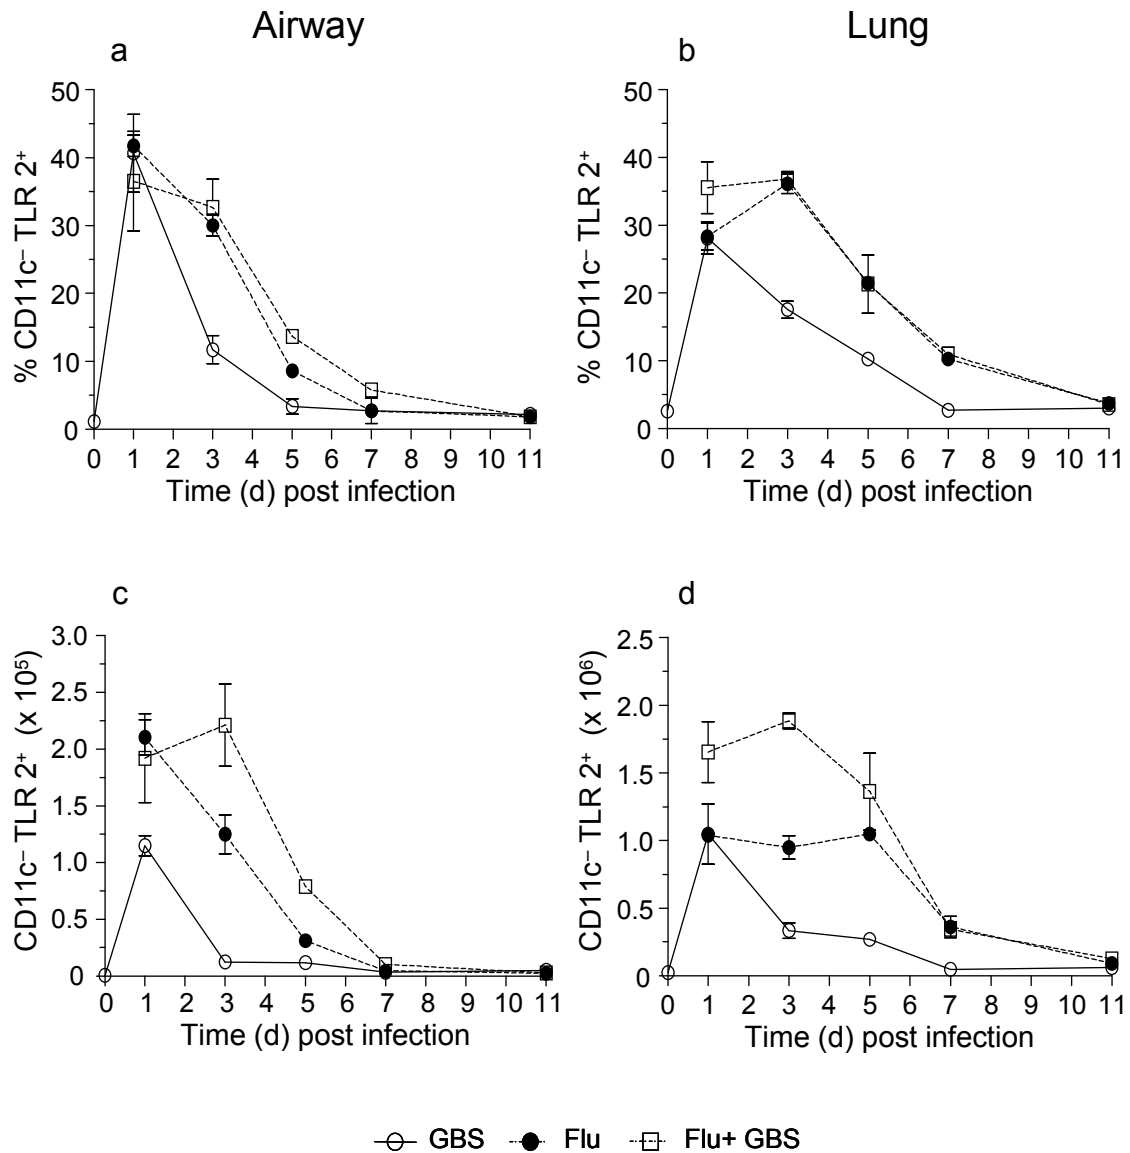 Airway
Lung
a
b
50
40
30
20
10
0
% CD11c⁻ TLR 2⁺
0 1 2 3 4 5 6 7 8 9 10 11
Time (d) post infection
50
40
30
20
10
0
% CD11c⁻ TLR 2⁺
0 1 2 3 4 5 6 7 8 9 10 11
Time (d) post infection
c
d
3.0
2.5
2.0
1.5
1.0
0.5
0
CD11c⁻ TLR 2⁺ (x 10⁵)
0 1 2 3 4 5 6 7 8 9 10 11
Time (d) post infection
2.5
2.0
1.5
1.0
0.5
0
CD11c⁻ TLR 2⁺ (x 10⁶)
0 1 2 3 4 5 6 7 8 9 10 11
Time (d) post infection
GBS Flu Flu+ GBS